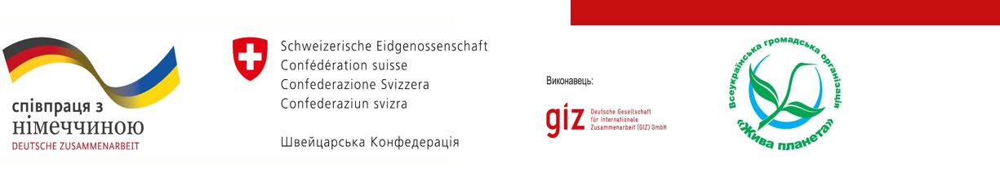 співпраця з
німеччиною
DEUTSCHE ZUSAMMENARBEIT
Schweizerische Eidgenossenschaft
Confédération suisse
Confederazione Svizzera
Confederaziun svizra
Швейцарська Конфедерація
Виконавець:
giz
Deutsche Gesellschaft
für Internationale
Zusammenarbeit (GIZ) GmbH
Всеукраїнська громадська організація
«Жива планета»